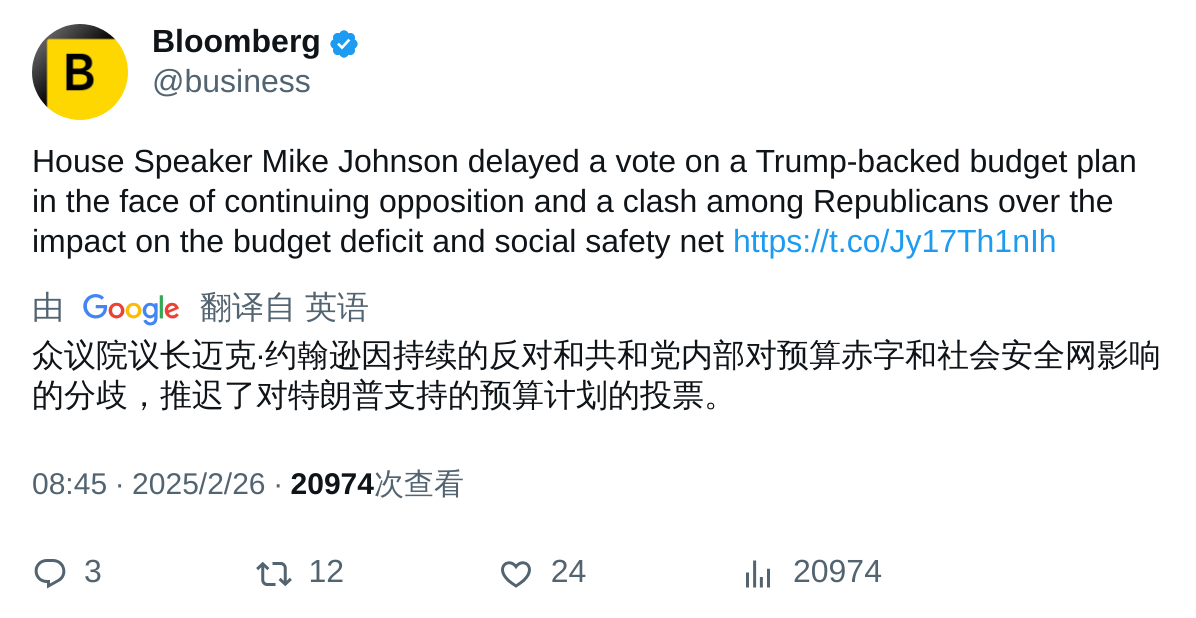 B
Bloomberg
@business
House Speaker Mike Johnson delayed a vote on a Trump-backed budget plan
in the face of continuing opposition and a clash among Republicans over the
impact on the budget deficit and social safety net https://t.co/Jy17Th1nIh
由 Google 翻译自 英语
众议院议长迈克·约翰逊因持续的反对和共和党内部对预算赤字和社会安全网影响
的分歧，推迟了对特朗普支持的预算计划的投票。
08:45 · 2025/2/26 · 20974次查看
3 12 24 20974